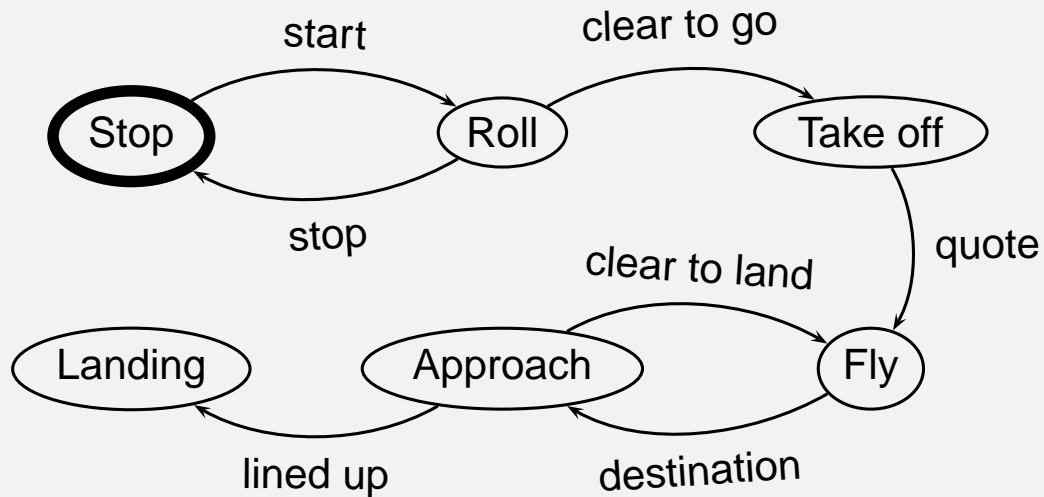 start
clear to go
Stop
Roll
Take off
stop
quote
clear to land
Landing
Approach
Fly
lined up
destination